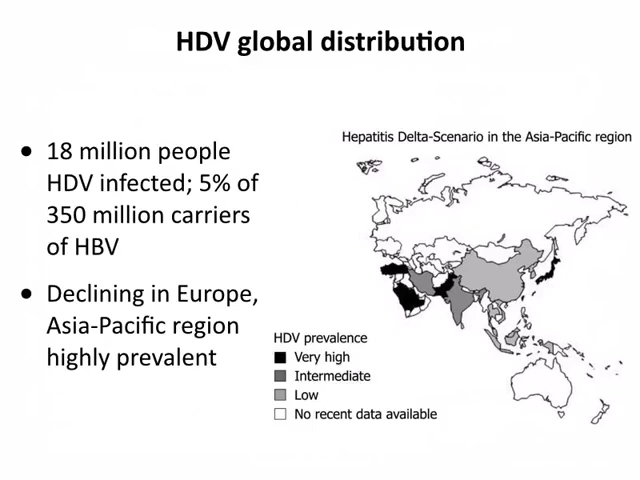 HDV global distribution
• 18 million people
HDV infected; 5% of
350 million carriers
of HBV
• Declining in Europe,
Asia-Pacific region
highly prevalent
Hepatitis Delta-Scenario in the Asia-Pacific region
HDV prevalence
Very high
Intermediate
Low
No recent data available